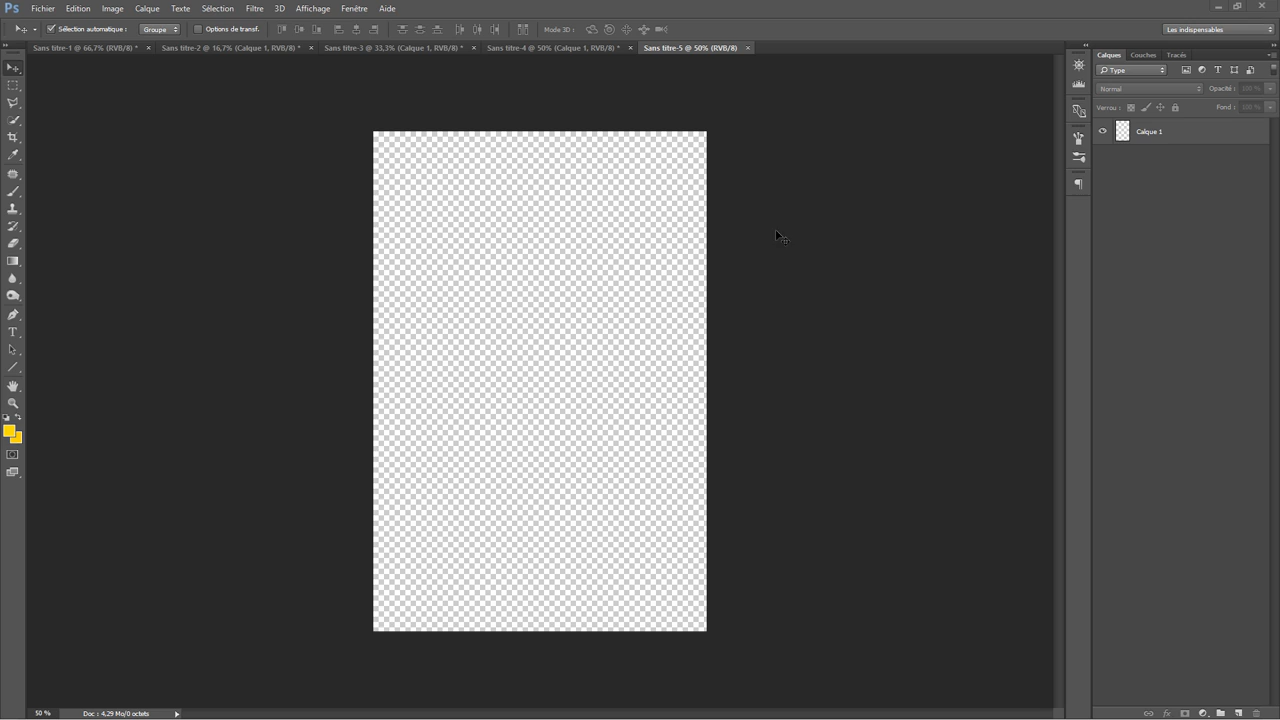 Ps Fichier Edition Image Calque Texte Sélection Filtre 3D Affichage Fenêtre Aide
Sélection automatique : Groupe Options de transf. Mode 3D : Les indispensables
Sans titre-1 @ 66,7% (RVB/8) * Sans titre-2 @ 16,7% (Calque 1, RVB/8) * Sans titre-3 @ 33,3% (Calque 1, RVB/8) * Sans titre-4 @ 50% (Calque 1, RVB/8) * Sans titre-5 @ 50% (RVB/8)
Calques Couches Tracés
Type
Normal Opacité : 100 %
Verrou : Fond : 100 %
Calque 1
50 % Doc : 4,29 Mo/0 octets